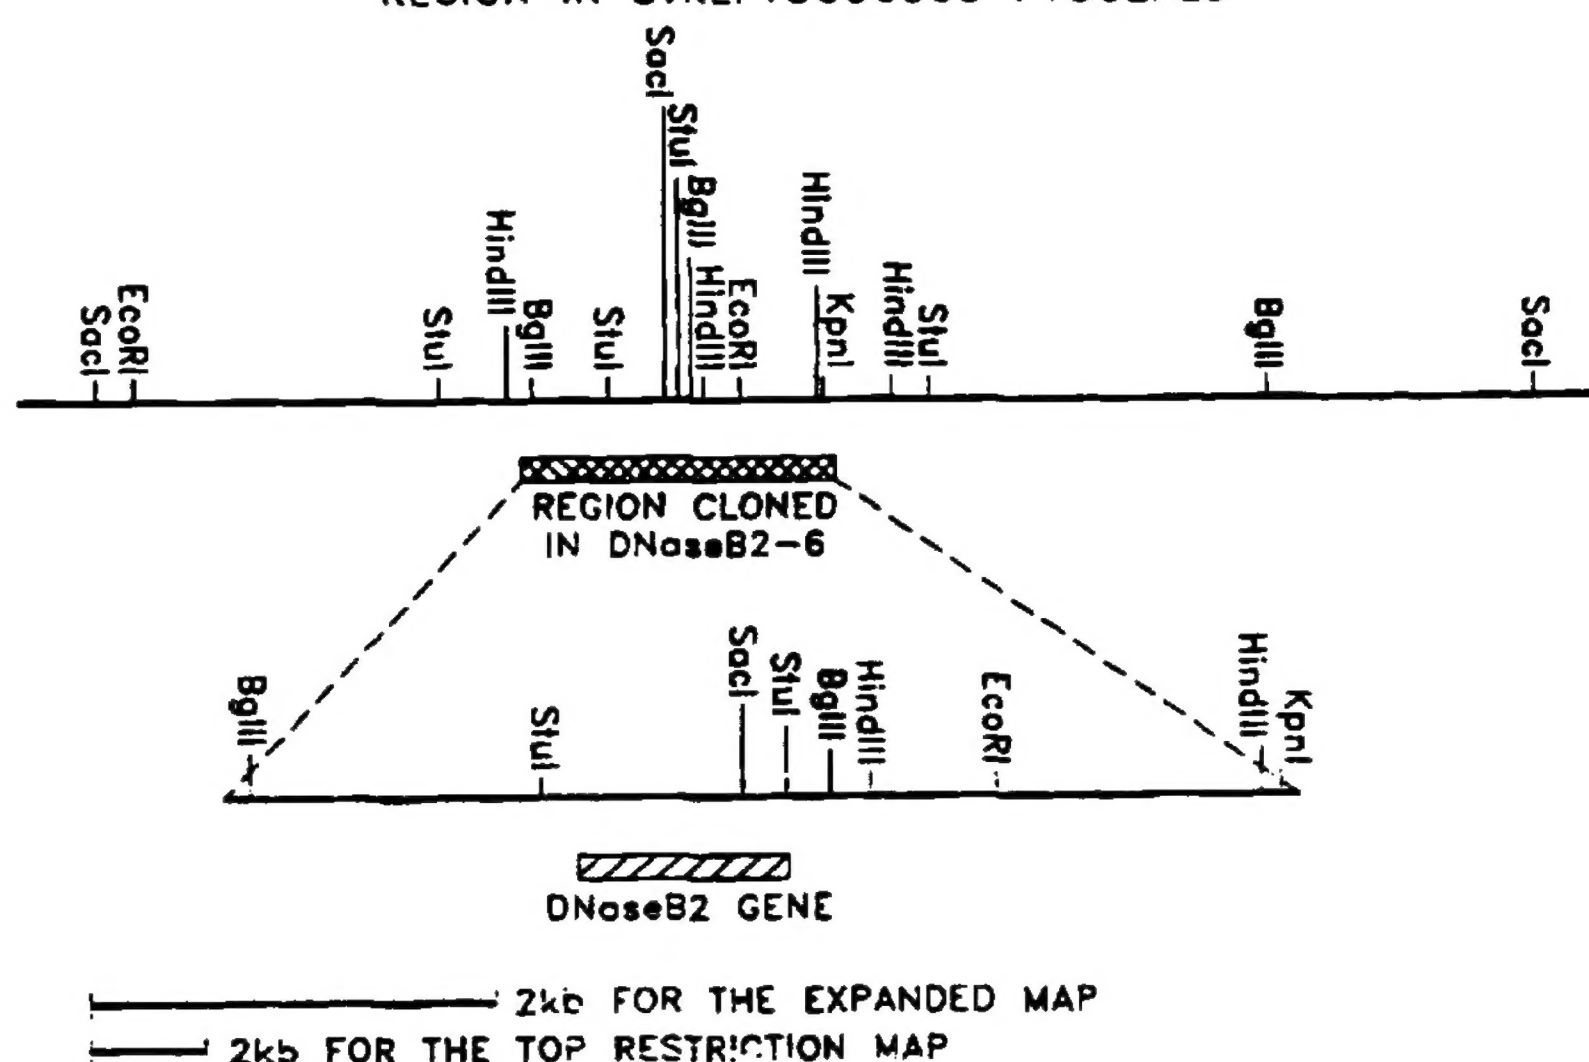 REGION IN
SacI
StuI
BglII
HindIII
HindIII
HindIII
EcoRI
KpnI
HindIII
EcoRI
SacI
StuI
BglII
StuI
StuI
BglII
SacI
REGION CLONED
IN DNaseB2-6
SacI
StuI
BglII
HindIII
EcoRI
HindIII
KpnI
BglII
StuI
DNaseB2 GENE
2kb FOR THE EXPANDED MAP
2kb FOR THE TOP RESTRICTION MAP